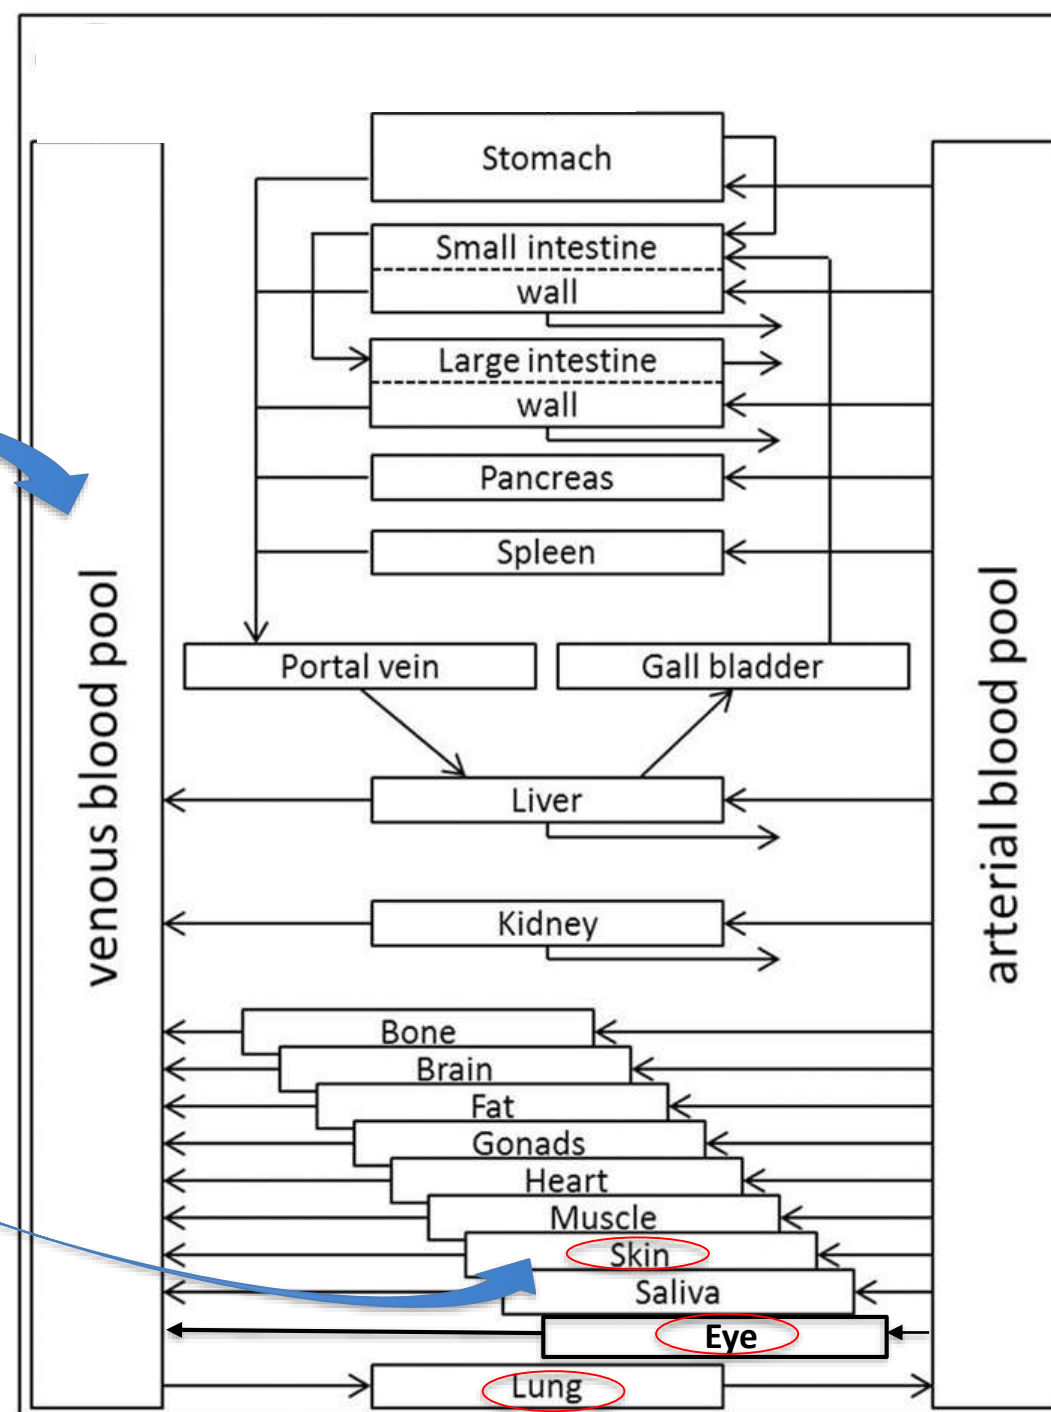 Stomach
Small intestine
wall
Large intestine
wall
Pancreas
Spleen
venous blood pool
arterial blood pool
Portal vein
Gall bladder
Liver
Kidney
Bone
Brain
Fat
Gonads
Heart
Muscle
Skin
Saliva
Eye
Lung